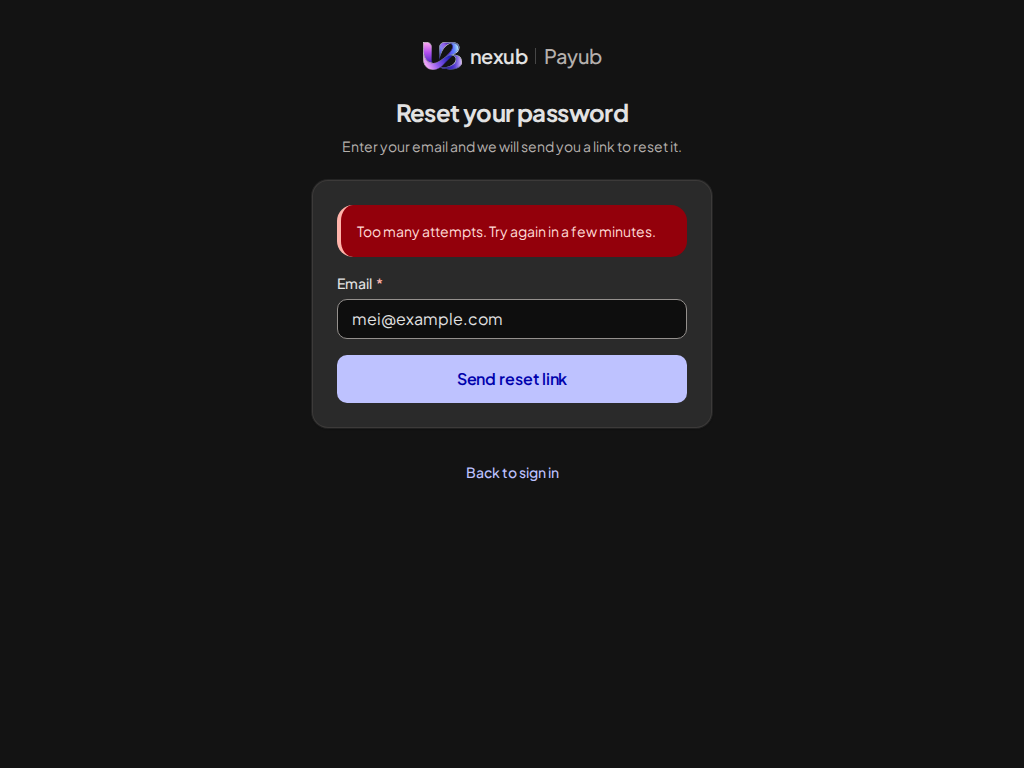 nexub | Payub
Reset your password
Enter your email and we will send you a link to reset it.
Too many attempts. Try again in a few minutes.
Email *
mei@example.com
Send reset link
Back to sign in